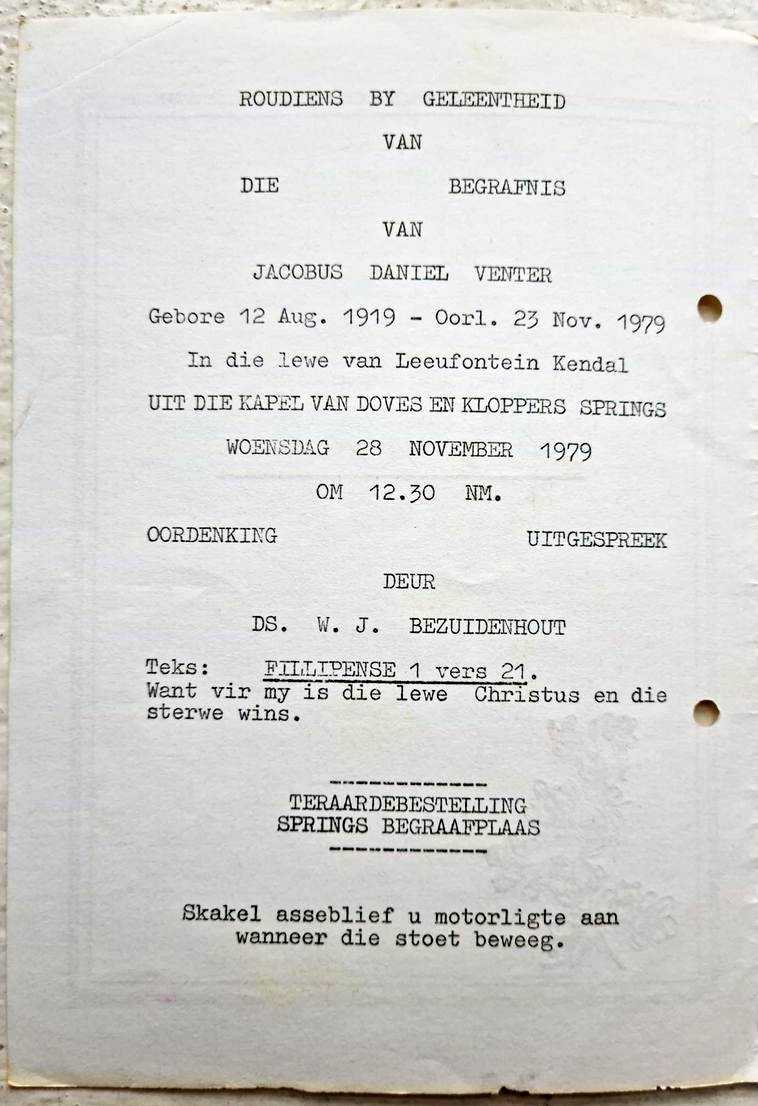 ROUDIENS BY GELEENTHEID
VAN
DIE BEGRAFNIS
VAN
JACOBUS DANIEL VENTER
Gebore 12 Aug. 1919 - Oorl. 23 Nov. 1979
In die lewe van Leeufontein Kendal
UIT DIE KAPEL VAN DOVES EN KLOPPERS SPRINGS
WOENSDAG 28 NOVEMBER 1979
OM 12.30 NM.
OORDENKING UITGESPREEK
DEUR
DS. W. J. BEZUIDENHOUT
Teks: FILLIPENSE 1 vers 21.
Want vir my is die lewe Christus en die
sterwe wins.
TERAARDEBESTELLING
SPRINGS BEGRAAFPLAAS
Skakel asseblief u motorligte aan
wanneer die stoet beweeg.